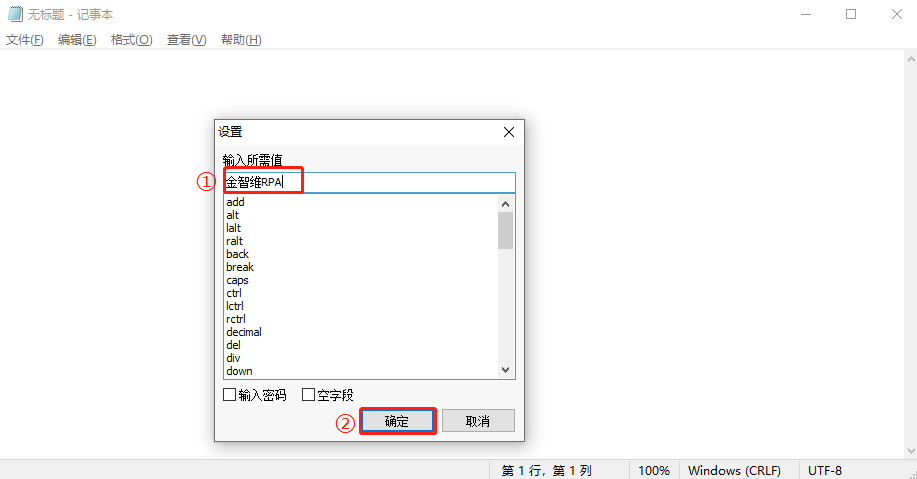 无标题 - 记事本
文件(F) 编辑(E) 格式(O) 查看(V) 帮助(H)
设置
输入所需值
① 金智维RPA
add
alt
lalt
ralt
back
break
caps
ctrl
lctrl
rctrl
decimal
del
div
down
输入密码 空字段
② 确定 取消
第 1 行，第 1 列 100% Windows (CRLF) UTF-8